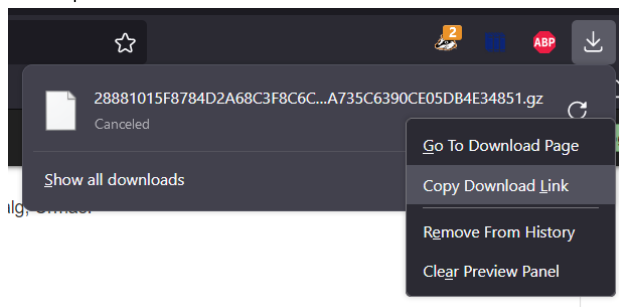 2
ABP
28881015F8784D2A68C3F8C6C...A735C6390CE05DB4E34851.gz
Canceled
Go To Download Page
Show all downloads
Copy Download Link
Remove From History
Clear Preview Panel